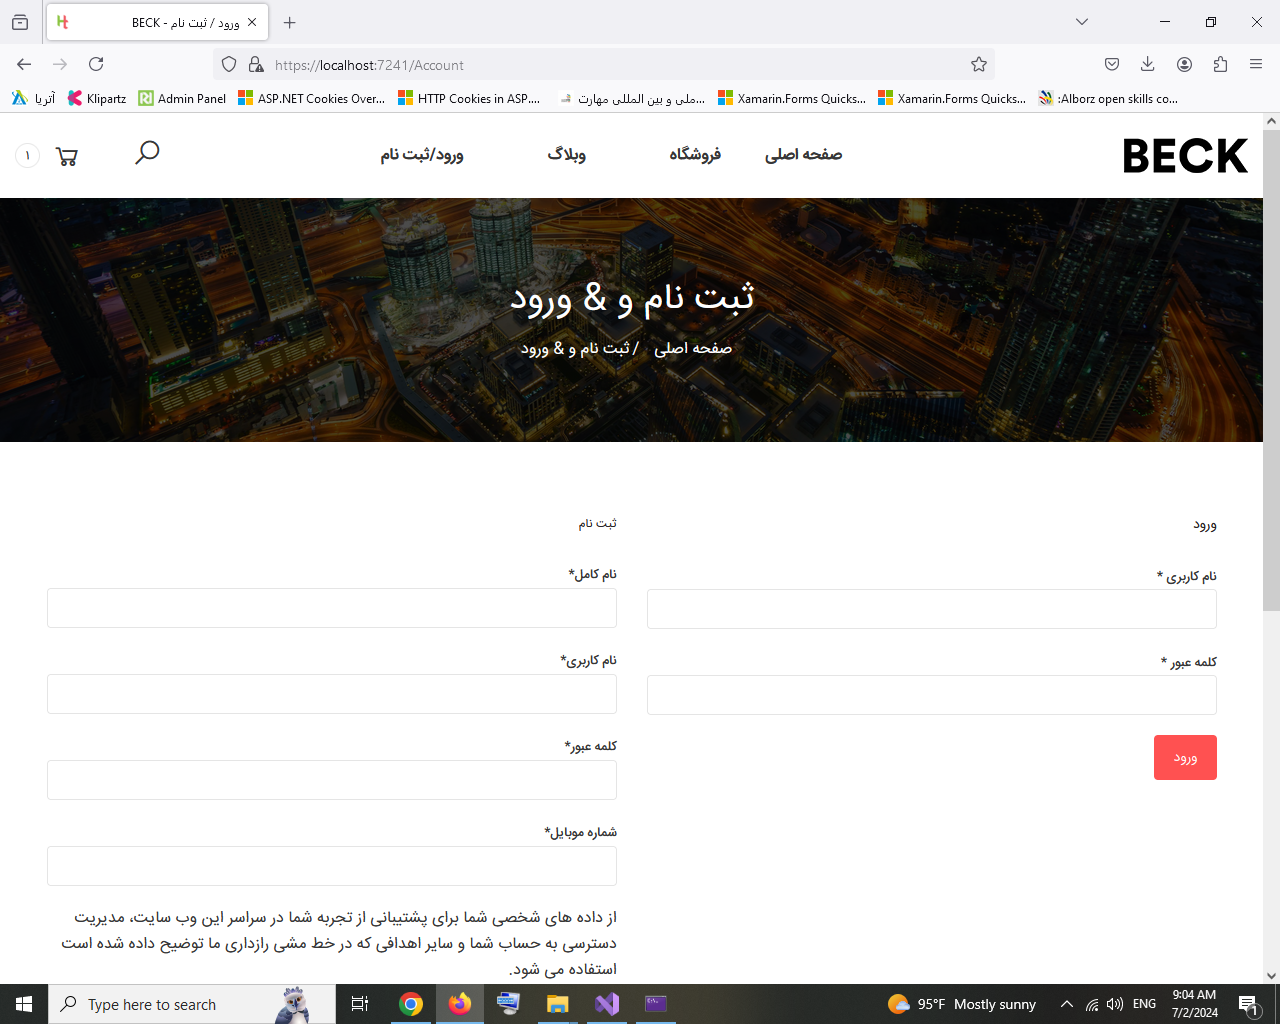 ورود / ثبت نام - BECK
https://localhost:7241/Account
آتریا
Klipartz
Admin Panel
ASP.NET Cookies Over...
HTTP Cookies in ASP....
ملی و بین المللی مهارت...
Xamarin.Forms Quicks...
Xamarin.Forms Quicks...
:Alborz open skills co...
BECK
صفحه اصلی
فروشگاه
وبلاگ
ورود/ثبت نام
۱
ثبت نام و & ورود
صفحه اصلی / ثبت نام و & ورود
ورود
نام کاربری *
کلمه عبور *
ورود
ثبت نام
نام کامل*
نام کاربری*
کلمه عبور*
شماره موبایل*
از داده های شخصی شما برای پشتیبانی از تجربه شما در سراسر این وب سایت، مدیریت
دسترسی به حساب شما و سایر اهدافی که در خط مشی رازداری ما توضیح داده شده است
استفاده می شود.
Type here to search
95°F Mostly sunny
ENG
9:04 AM
7/2/2024
1